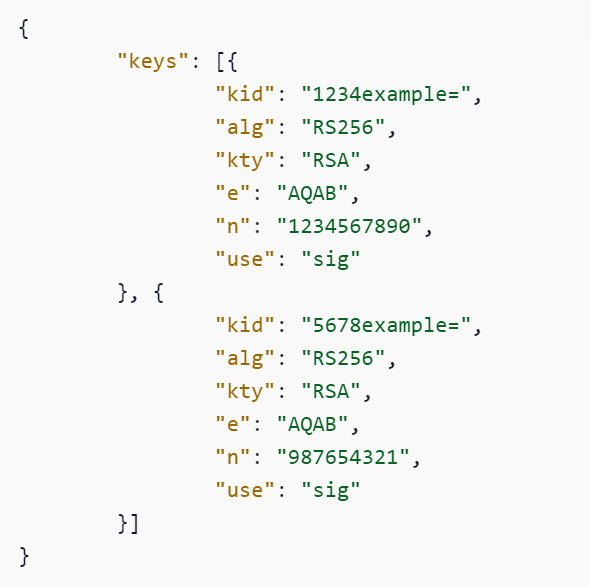 {
"keys": [{
"kid": "1234example=",
"alg": "RS256",
"kty": "RSA",
"e": "AQAB",
"n": "1234567890",
"use": "sig"
}, {
"kid": "5678example=",
"alg": "RS256",
"kty": "RSA",
"e": "AQAB",
"n": "987654321",
"use": "sig"
}]
}